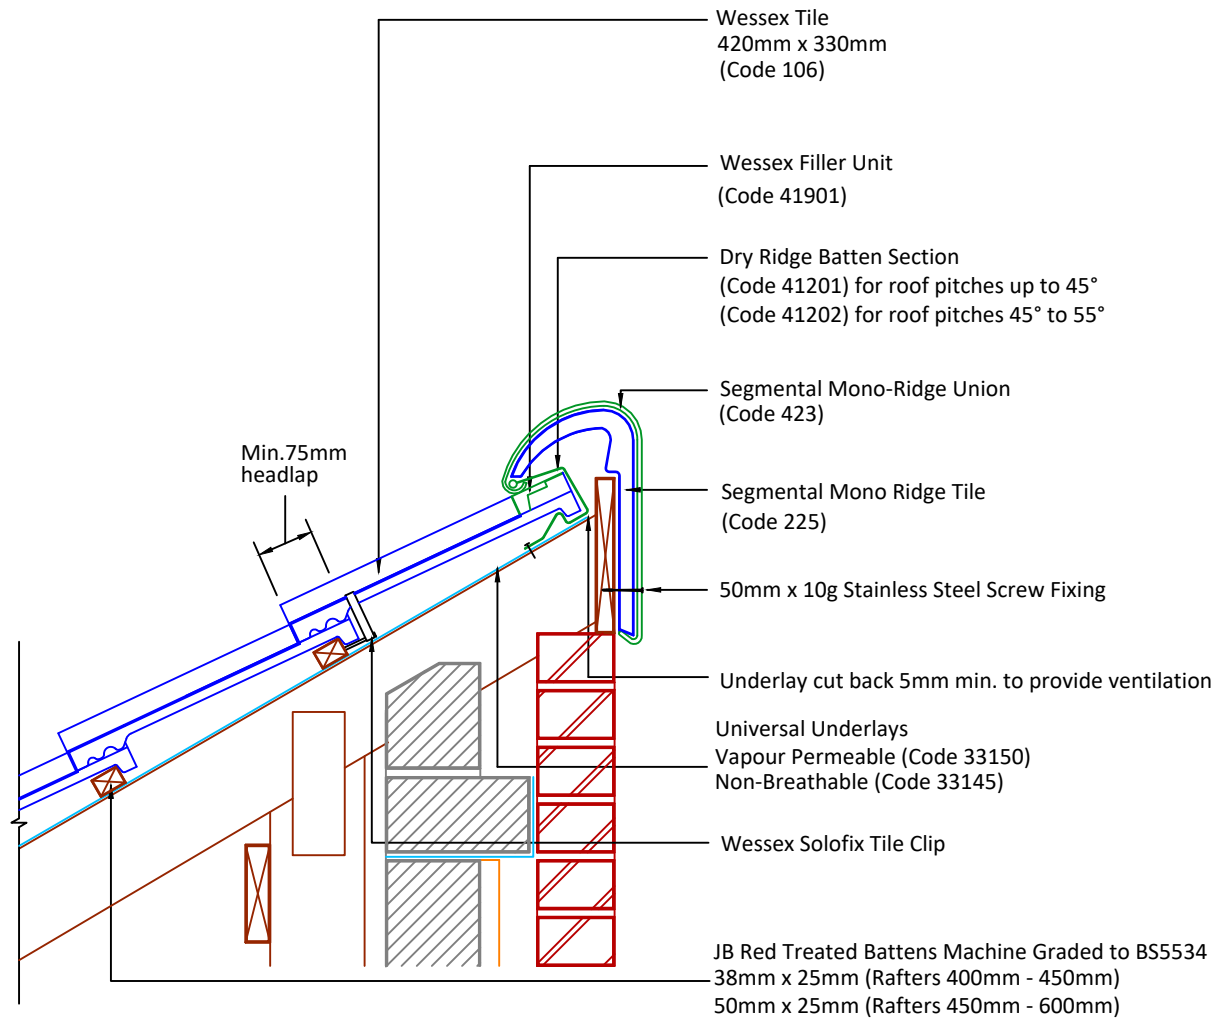 Wessex Tile
420mm x 330mm
(Code 106)
Wessex Filler Unit
(Code 41901)
Dry Ridge Batten Section
(Code 41201) for roof pitches up to 45°
(Code 41202) for roof pitches 45° to 55°
Segmental Mono-Ridge Union
(Code 423)
Min.75mm
headlap
Segmental Mono Ridge Tile
(Code 225)
50mm x 10g Stainless Steel Screw Fixing
Underlay cut back 5mm min. to provide ventilation
Universal Underlays
Vapour Permeable (Code 33150)
Non-Breathable (Code 33145)
Wessex Solofix Tile Clip
JB Red Treated Battens Machine Graded to BS5534
38mm x 25mm (Rafters 400mm - 450mm)
50mm x 25mm (Rafters 450mm - 600mm)